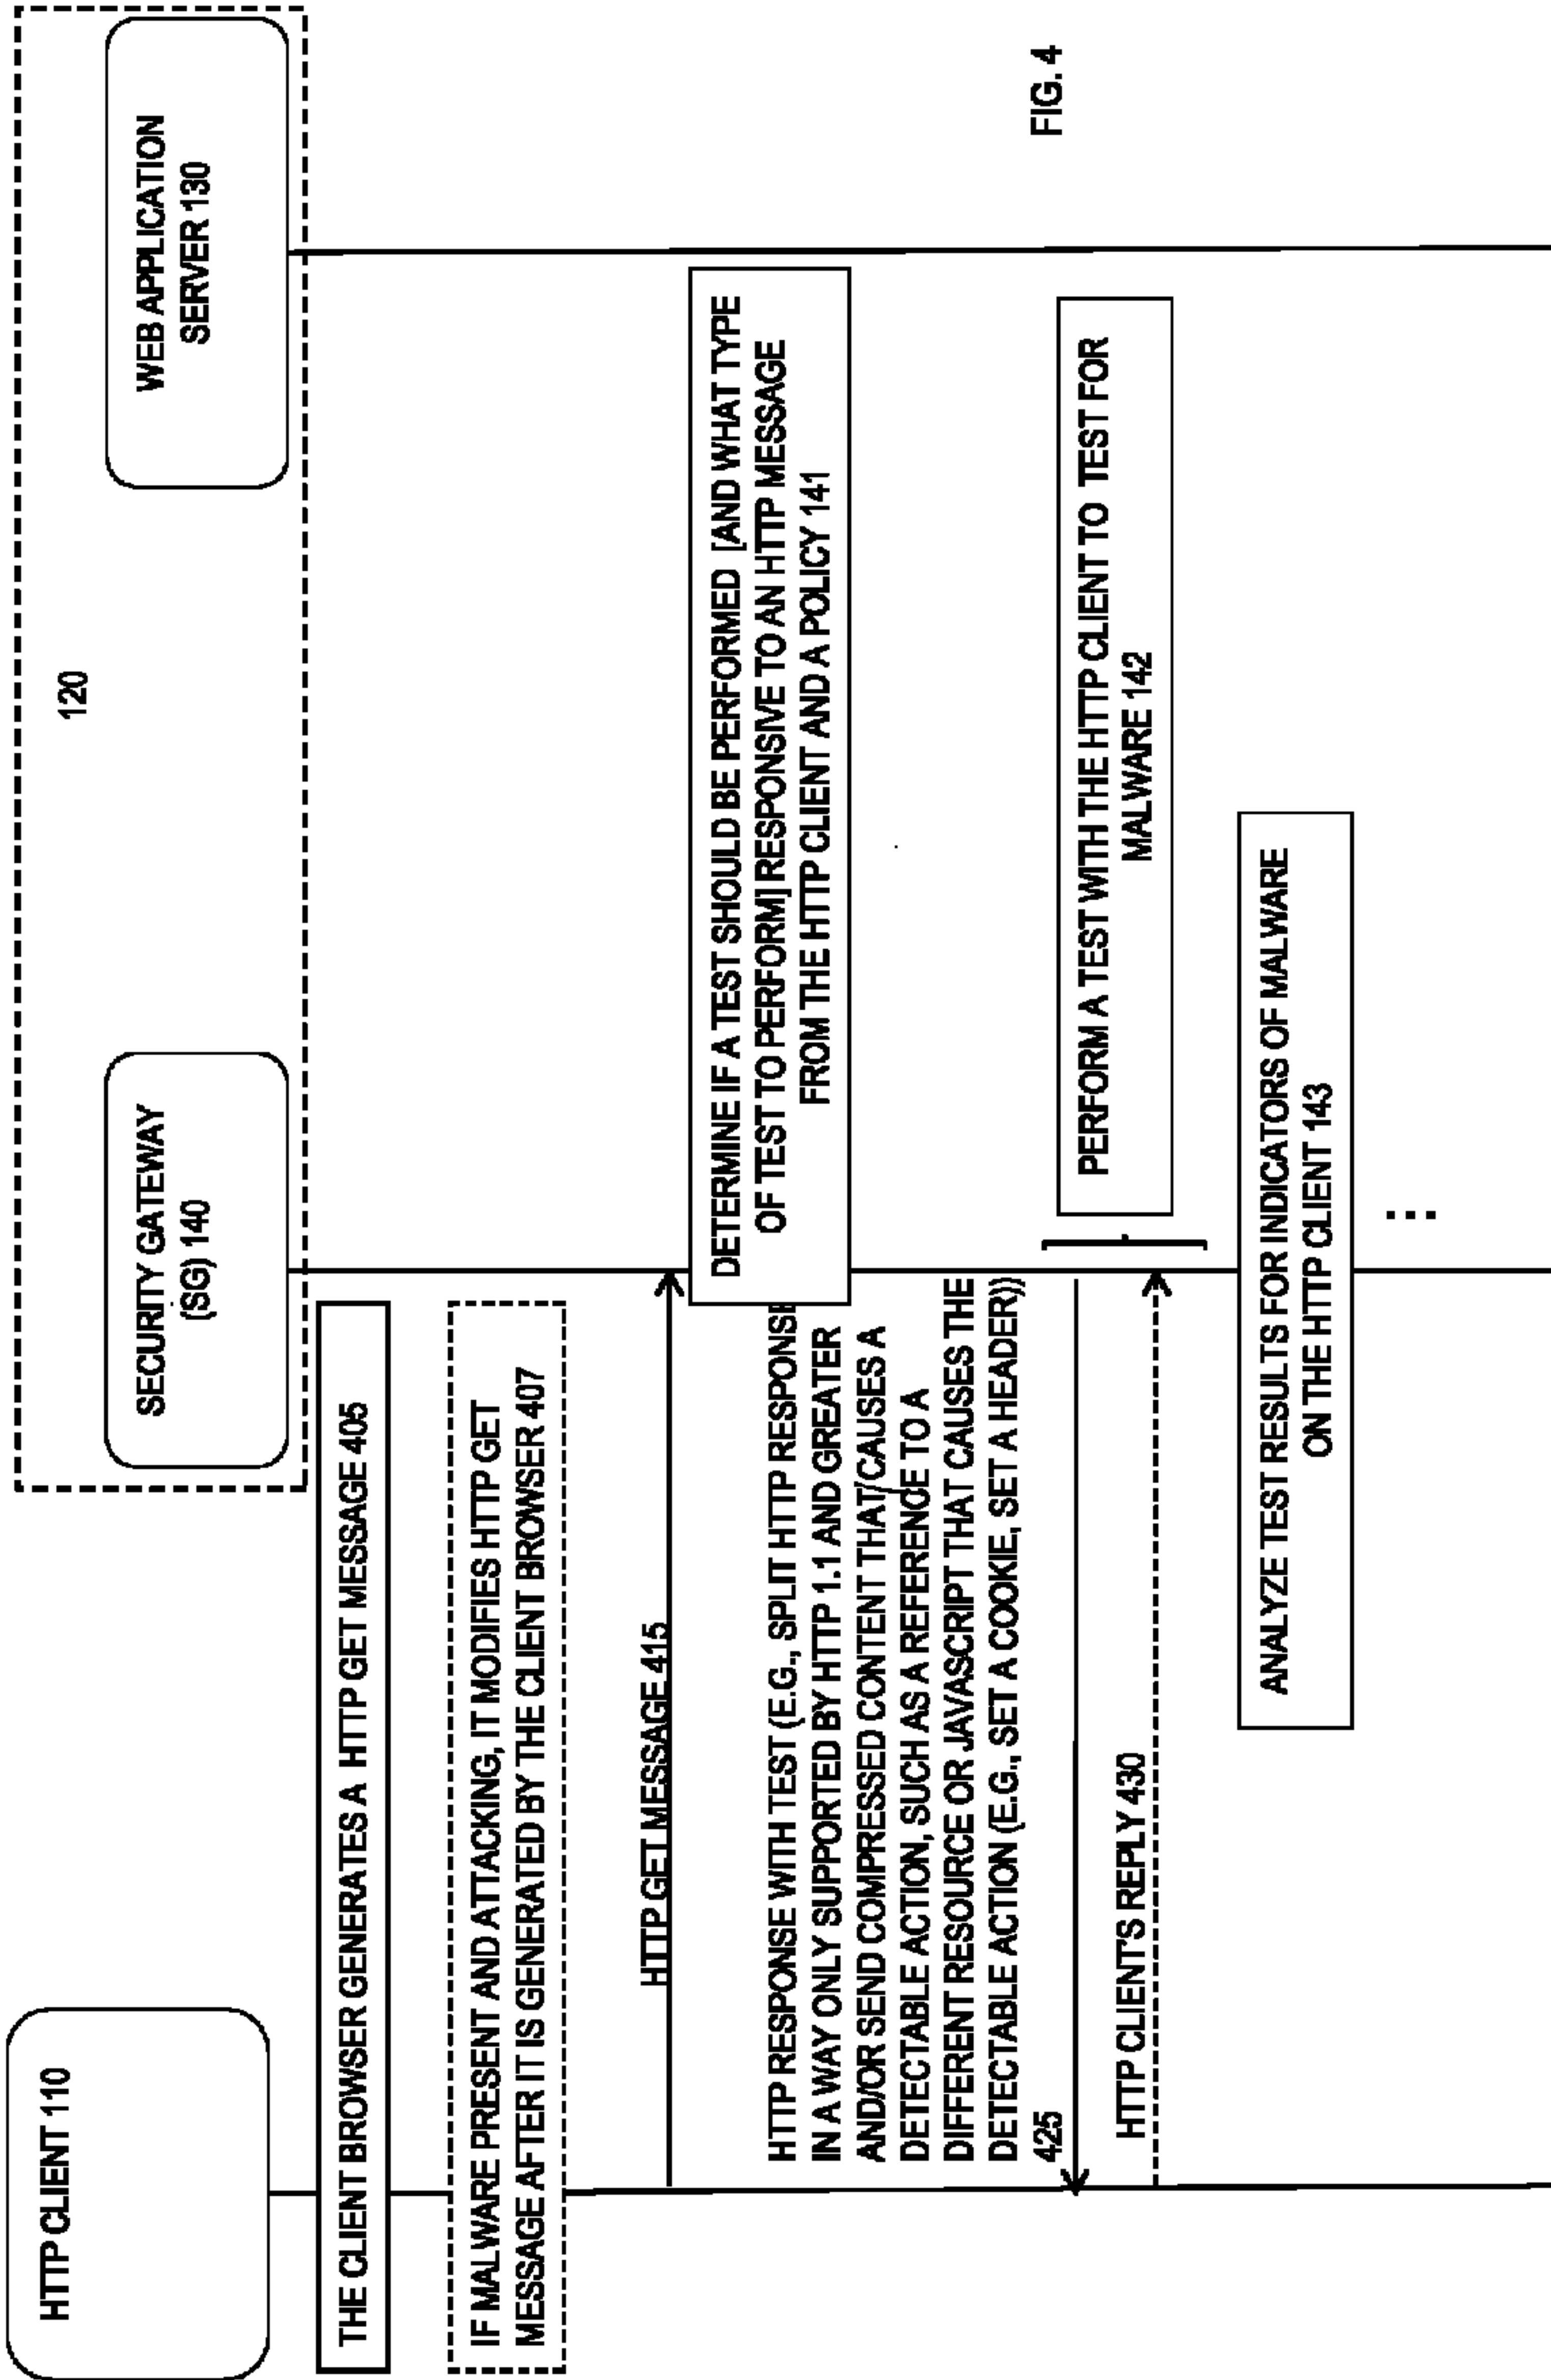 120
HTTP CLIENT 110
SECURITY GATEWAY
(SG) 140
WEB APPLICATION
SERVER 130
THE CLIENT BROWSER GENERATES A HTTP GET MESSAGE 405
IF MALWARE PRESENT AND ATTACKING, IT MODIFIES HTTP GET
MESSAGE AFTER IT IS GENERATED BY THE CLIENT BROWSER 407
HTTP GET MESSAGE 415
DETERMINE IF A TEST SHOULD BE PERFORMED [AND WHAT TYPE
OF TEST TO PERFORM] RESPONSIVE TO AN HTTP MESSAGE
FROM THE HTTP CLIENT AND A POLICY 141
HTTP RESPONSE WITH TEST (E.G., SPLIT HTTP RESPONSE
IN A WAY ONLY SUPPORTED BY HTTP 1.1 AND GREATER
AND/OR SEND COMPRESSED CONTENT THAT (CAUSES A
DETECTABLE ACTION, SUCH AS A REFERENCE TO A
DIFFERENT RESOURCE OR JAVASCRIPT THAT CAUSES THE
DETECTABLE ACTION (E.G., SET A COOKIE, SET A HEADER))
425
PERFORM A TEST WITH THE HTTP CLIENT TO TEST FOR
MALWARE 142
HTTP CLIENT'S REPLY 430
ANALYZE TEST RESULTS FOR INDICATORS OF MALWARE
ON THE HTTP CLIENT 143
...
FIG. 4